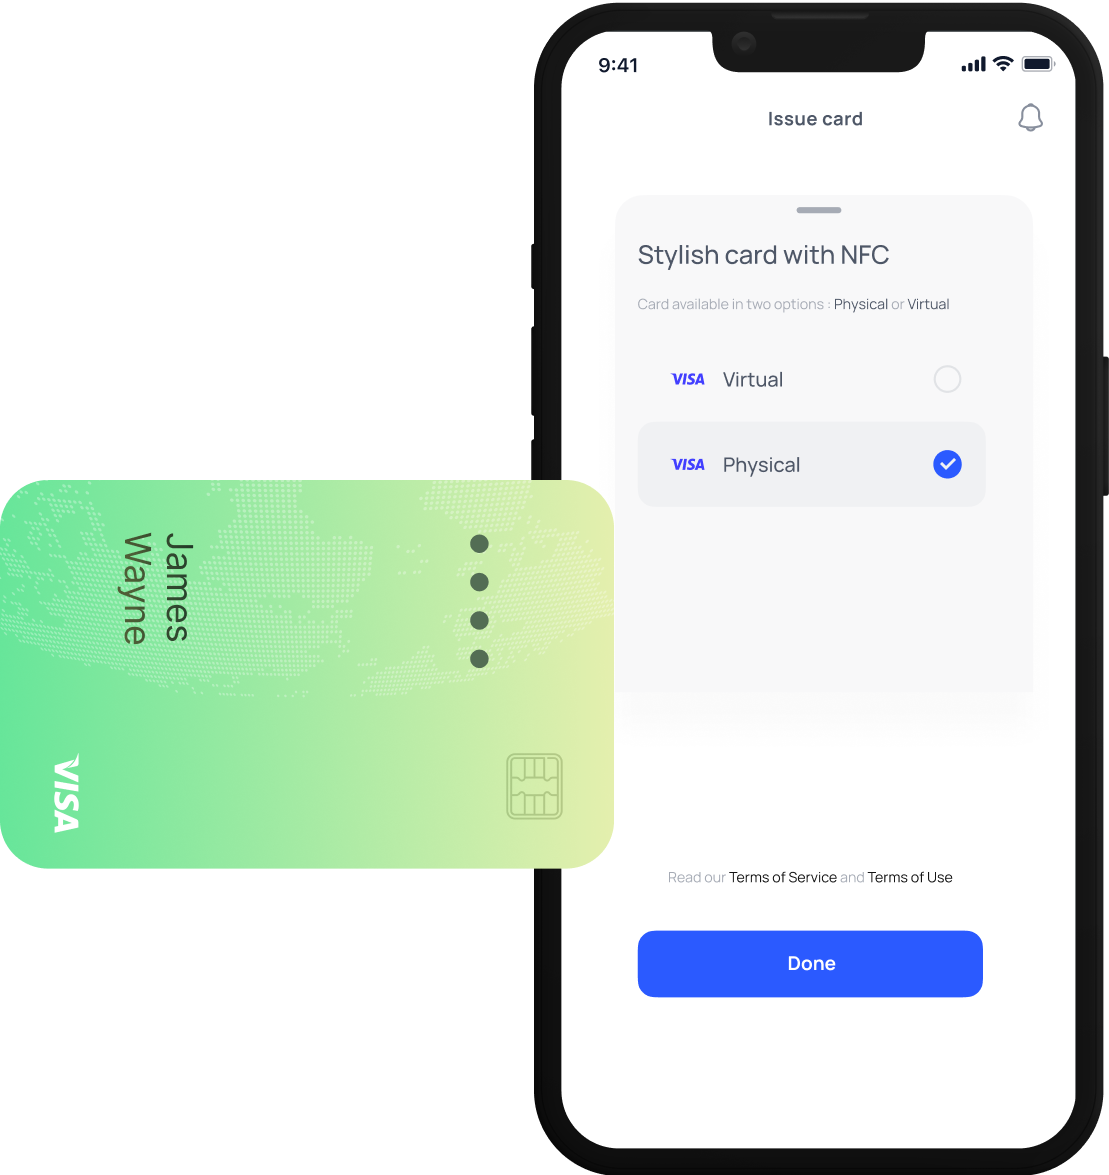 9:41
Issue card
Stylish card with NFC
Card available in two options : Physical or Virtual
VISA Virtual
VISA Physical
James
Wayne
VISA
Read our Terms of Service and Terms of Use
Done